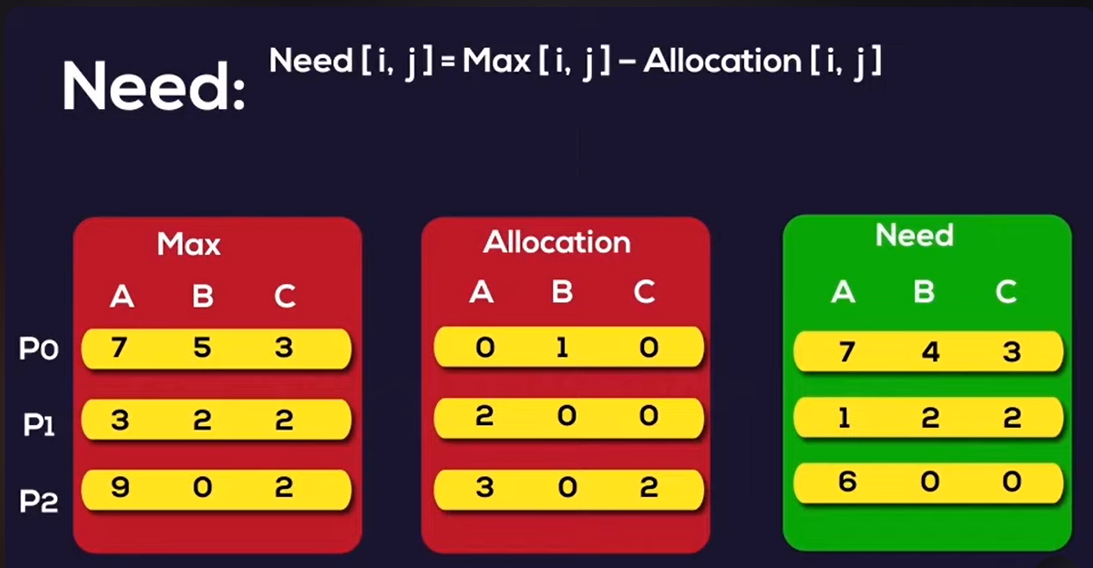 Need: Need [ i, j ] = Max [ i, j ] – Allocation [ i, j ]
Max Allocation Need
A B C A B C A B C
P0 7 5 3 0 1 0 7 4 3
P1 3 2 2 2 0 0 1 2 2
P2 9 0 2 3 0 2 6 0 0